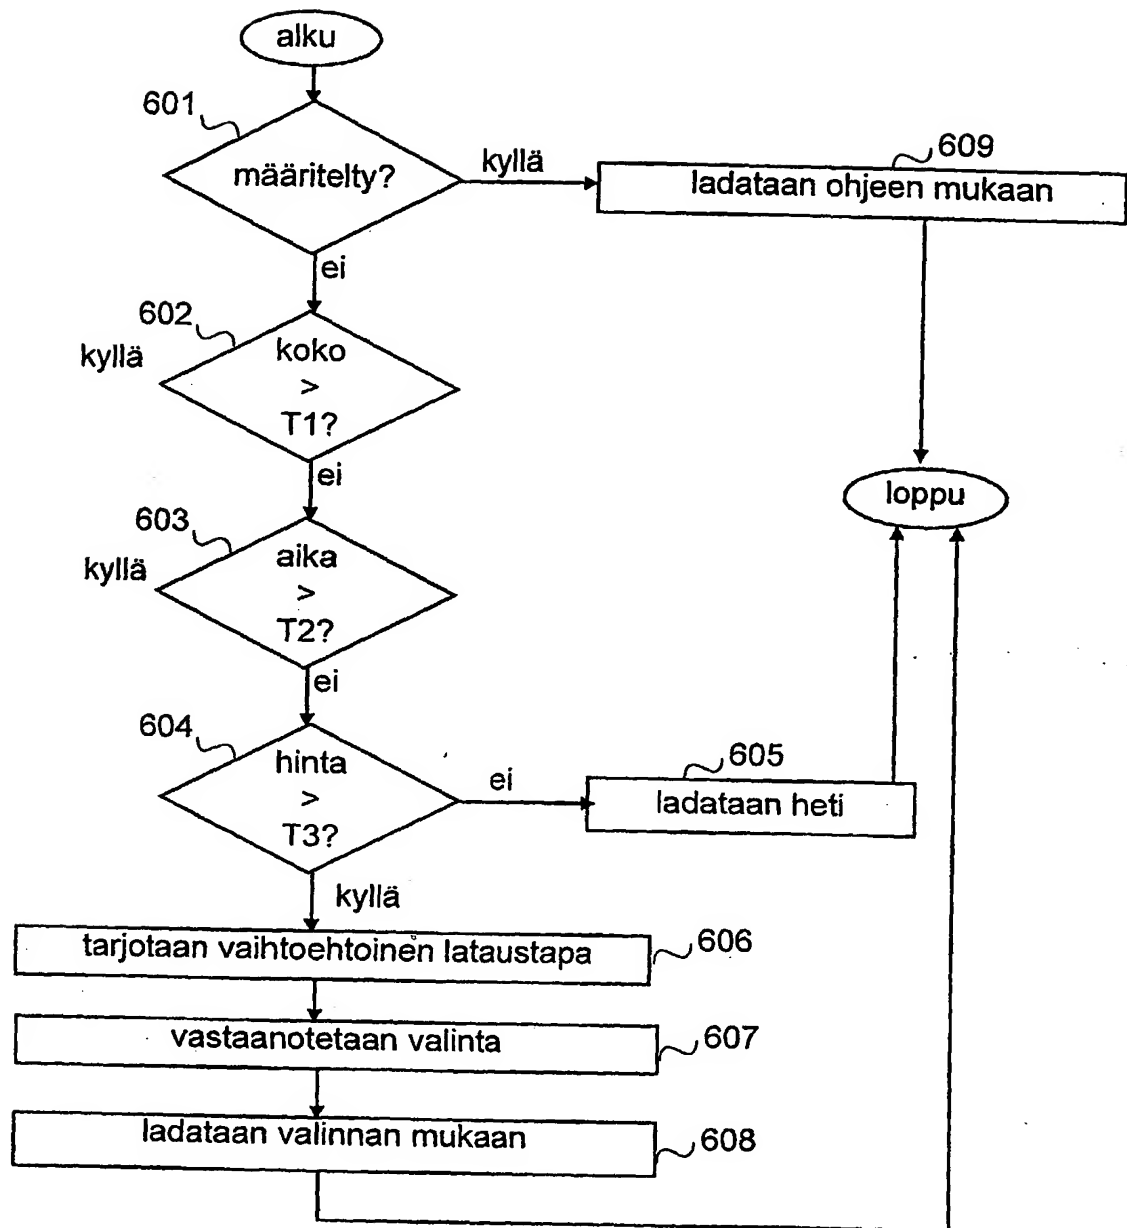 alku
601
määritelty?
kyllä
609
ladataan ohjeen mukaan
ei
602
kyllä
koko
>
T1?
ei
loppu
603
kyllä
aika
>
T2?
ei
604
hinta
>
T3?
ei
605
ladataan heti
kyllä
tarjotaan vaihtoehtoinen lataustapa
606
vastaanotetaan valinta
607
ladataan valinnan mukaan
608